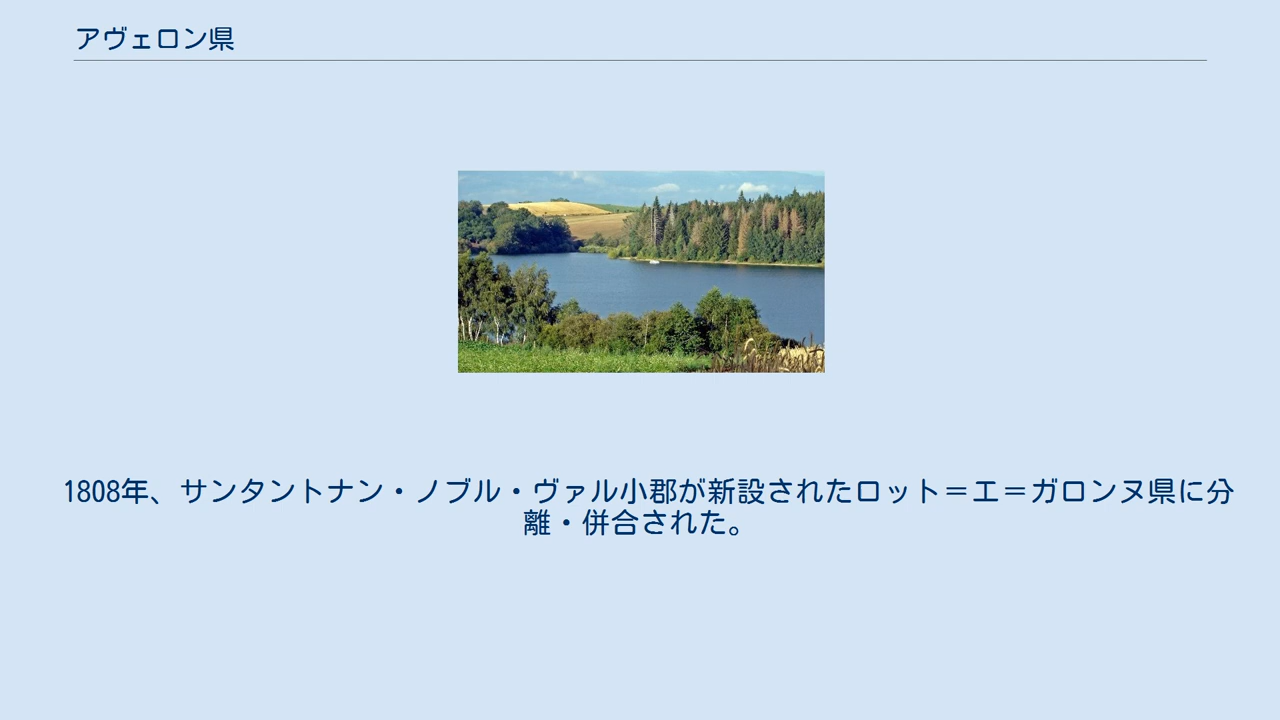 アヴェロン県
1808年、サンタントナン・ノブル・ヴァル小郡が新設されたロット＝エ＝ガロンヌ県に分
離・併合された。